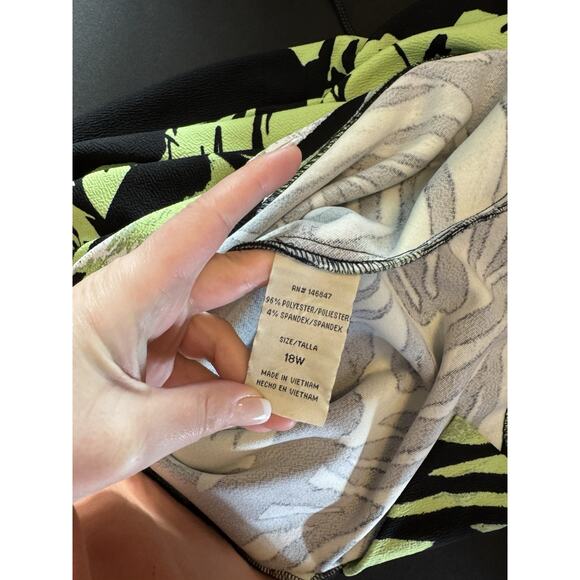 RN# 146847
96% POLYESTER/POLIESTER
4% SPANDEX/SPANDEX
SIZE/TALLA
18W
MADE IN VIETNAM
HECHO EN VIETNAM